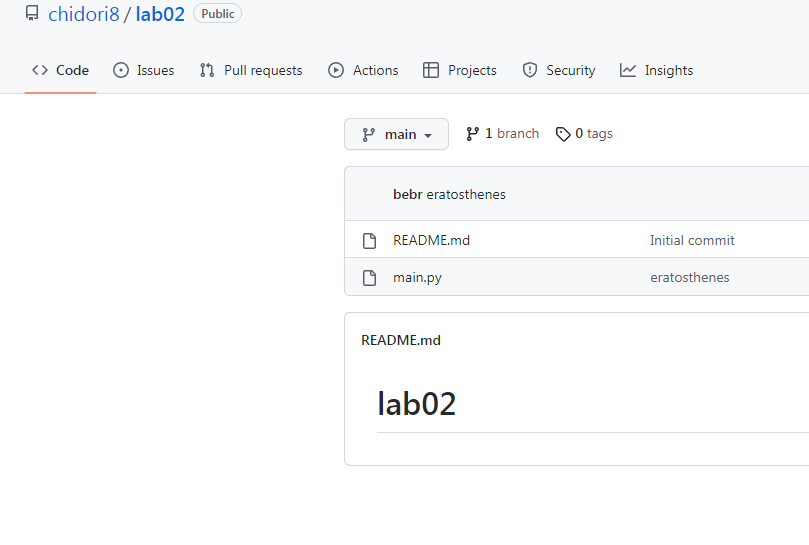 chidori8 / lab02 Public
Code Issues Pull requests Actions Projects Security Insights
main 1 branch 0 tags
bebr eratosthenes
README.md Initial commit
main.py eratosthenes
README.md
lab02